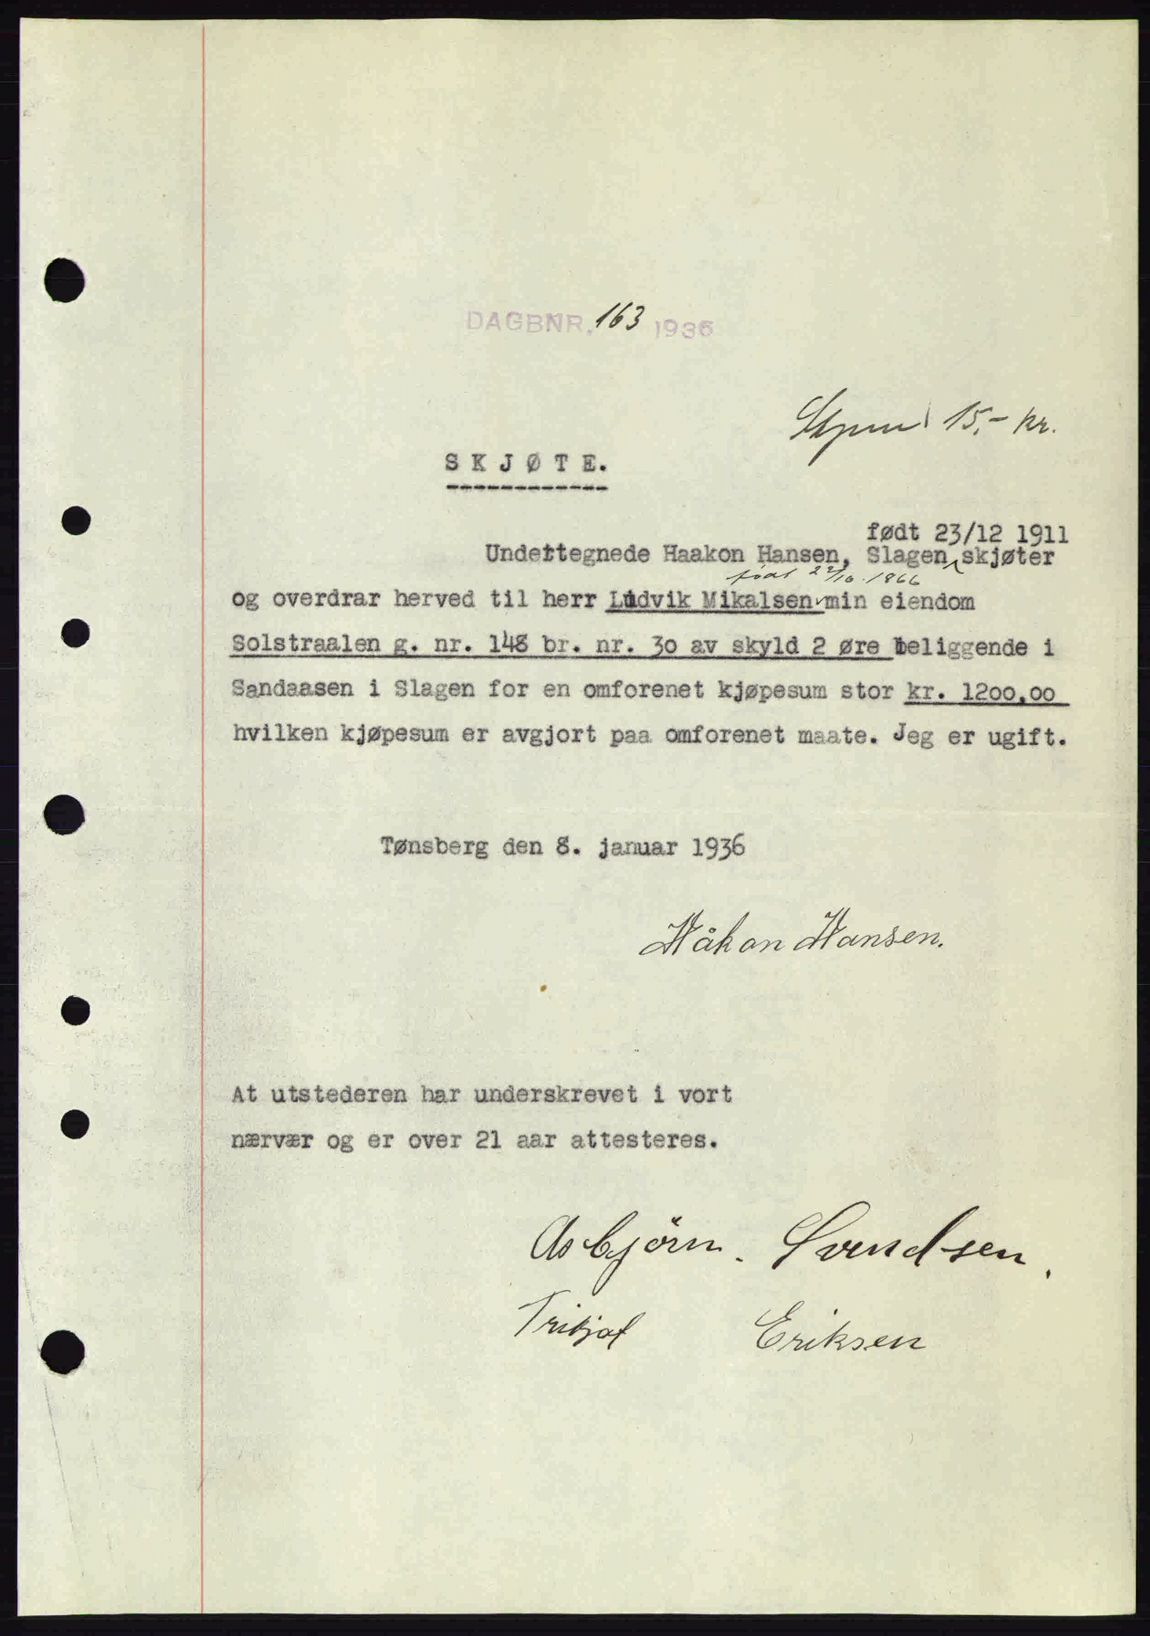 DAGBNR. 163 1936
15,- kr.
SKJØTE.
født 23/12 1911
Undertegnede Haakon Hansen, Slagen skjøter
født 22/10. 1866
og overdrar herved til herr Ludvik Mikalsen min eiendom
Solstraalen g. nr. 148 br. nr. 30 av skyld 2 øre beliggende i
Sandaasen i Slagen for en omforenet kjøpesum stor kr. 1200,00
hvilken kjøpesum er avgjort paa omforenet maate. Jeg er ugift.
Tønsberg den 8. januar 1936
Håkon Hansen.
At utstederen har underskrevet i vort
nærvær og er over 21 aar attesteres.
Asbjörn. Svendsen.
Eriksen